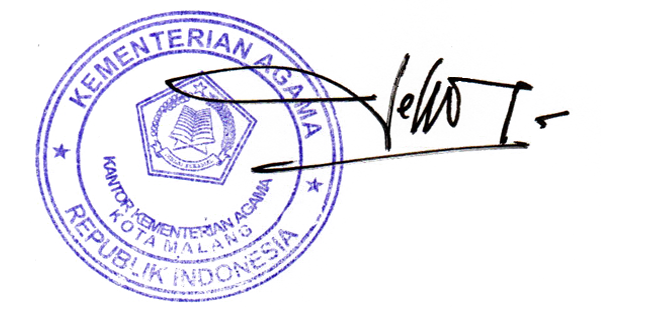 KEMENTERIAN AGAMA
KANTOR KEMENTERIAN AGAMA
KOTA MALANG
REPUBLIK INDONESIA